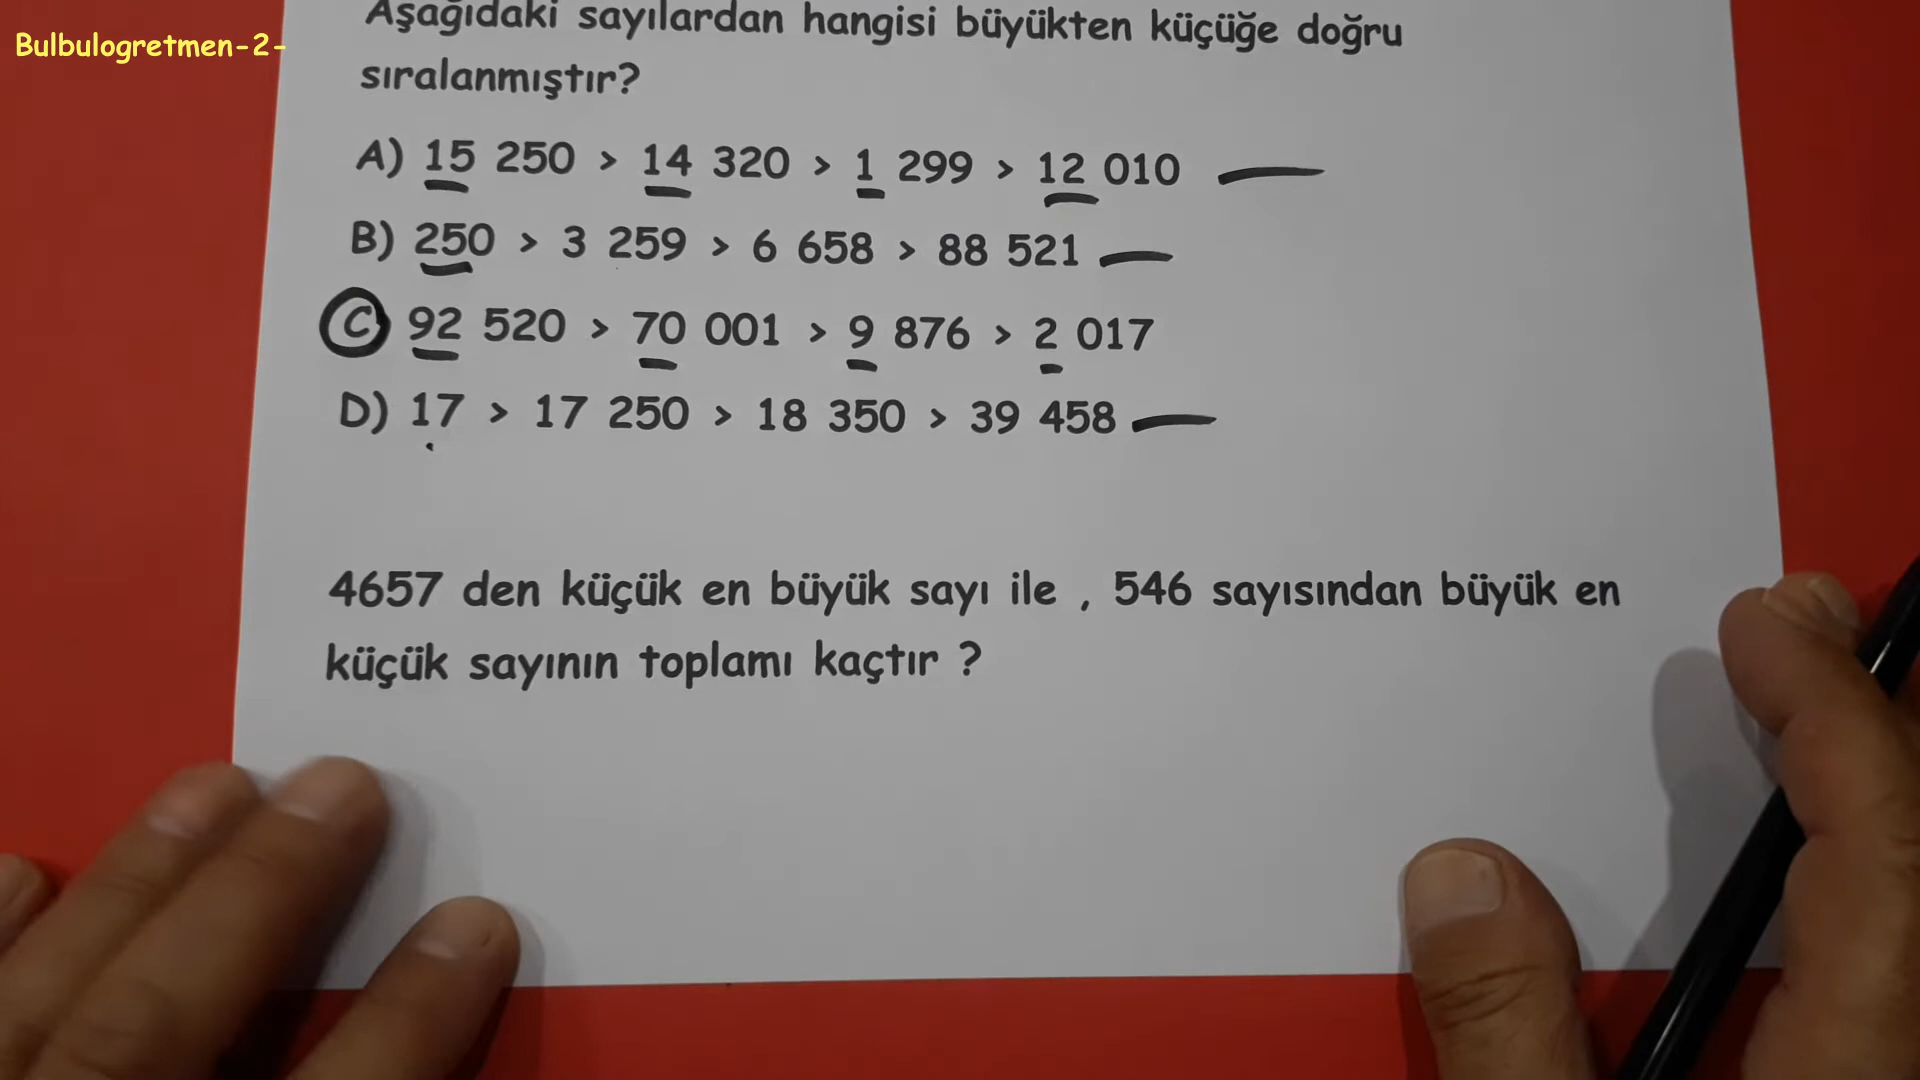 Bulbulogretmen-2-
Aşağıdaki sayılardan hangisi büyükten küçüğe doğru
sıralanmıştır?
A) 15 250 > 14 320 > 1 299 > 12 010
B) 250 > 3 259 > 6 658 > 88 521
C) 92 520 > 70 001 > 9 876 > 2 017
D) 17 > 17 250 > 18 350 > 39 458
4657 den küçük en büyük sayı ile , 546 sayısından büyük en
küçük sayının toplamı kaçtır ?